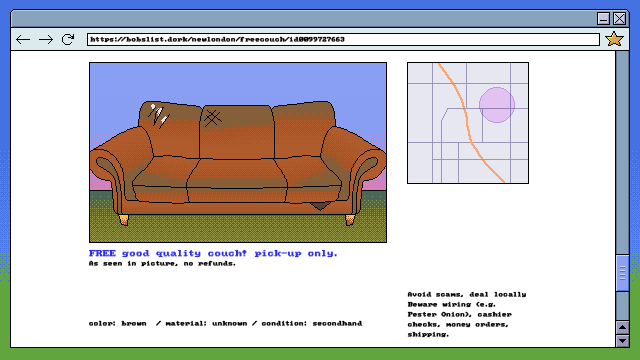 https://bobslist.dork/newlondon/freecouch/id0099727663
FREE good quality couch! pick-up only.
As seen in picture, no refunds.
color: brown / material: unknown / condition: secondhand
Avoid scams, deal locally
Beware wiring (e.g.
Pester Onion), cashier
checks, money orders,
shipping.